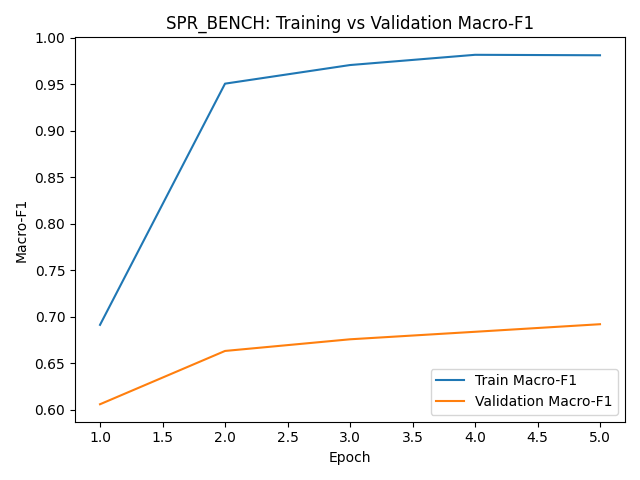 SPR_BENCH: Training vs Validation Macro-F1
Macro-F1
1.00
0.95
0.90
0.85
0.80
0.75
0.70
0.65
0.60
Train Macro-F1
Validation Macro-F1
1.0 1.5 2.0 2.5 3.0 3.5 4.0 4.5 5.0
Epoch